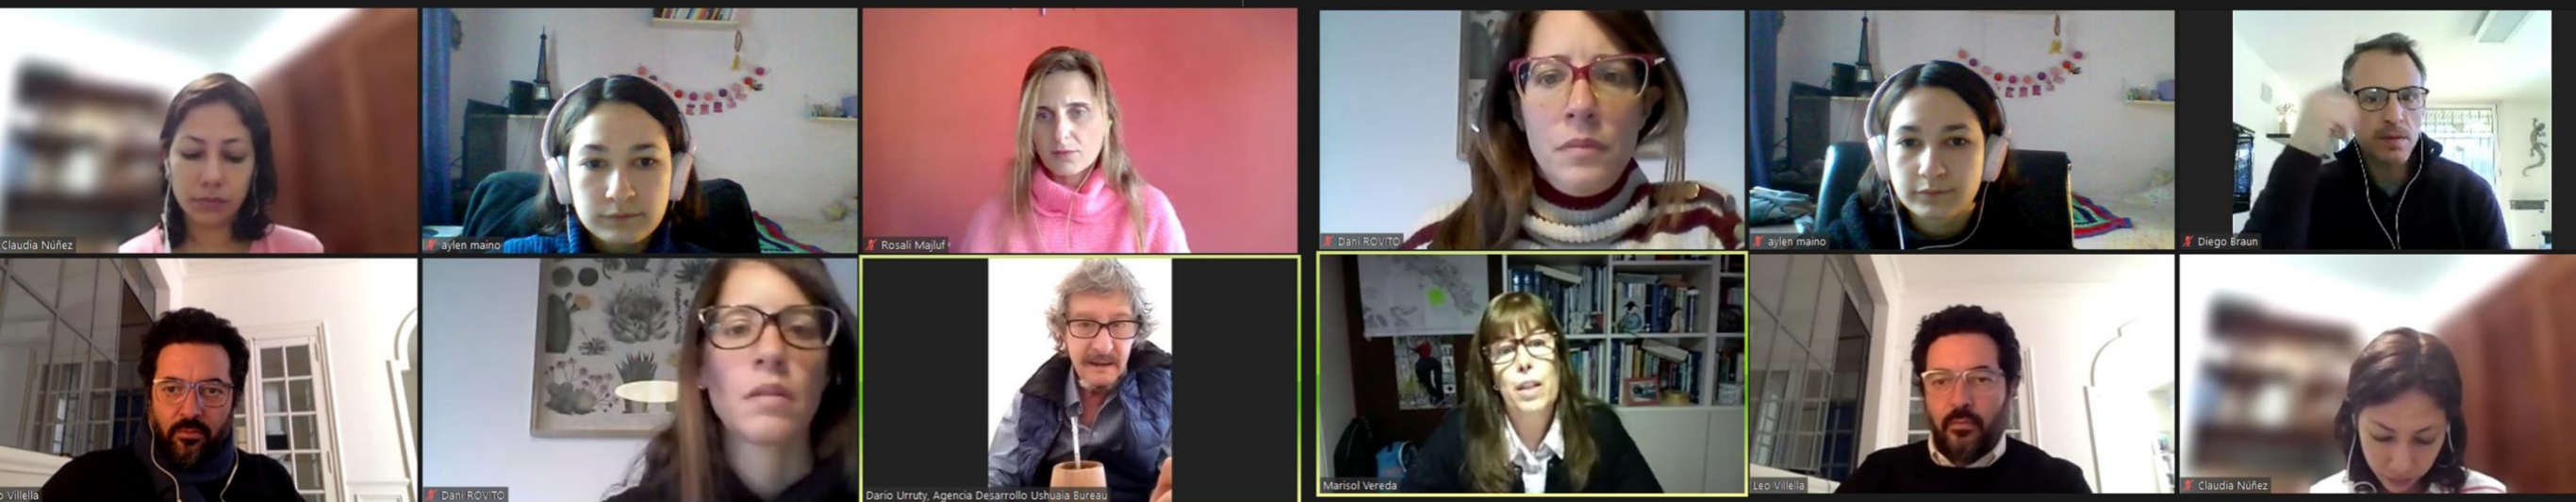 Claudia Núñez
aylen maino
Rosali Majluf
Dani ROVITO
aylen maino
Diego Braun
o Villella
Dani ROVITO
Dario Urruty, Agencia Desarrollo Ushuaia Bureau
Marisol Vereda
Leo Villella
Claudia Núñez